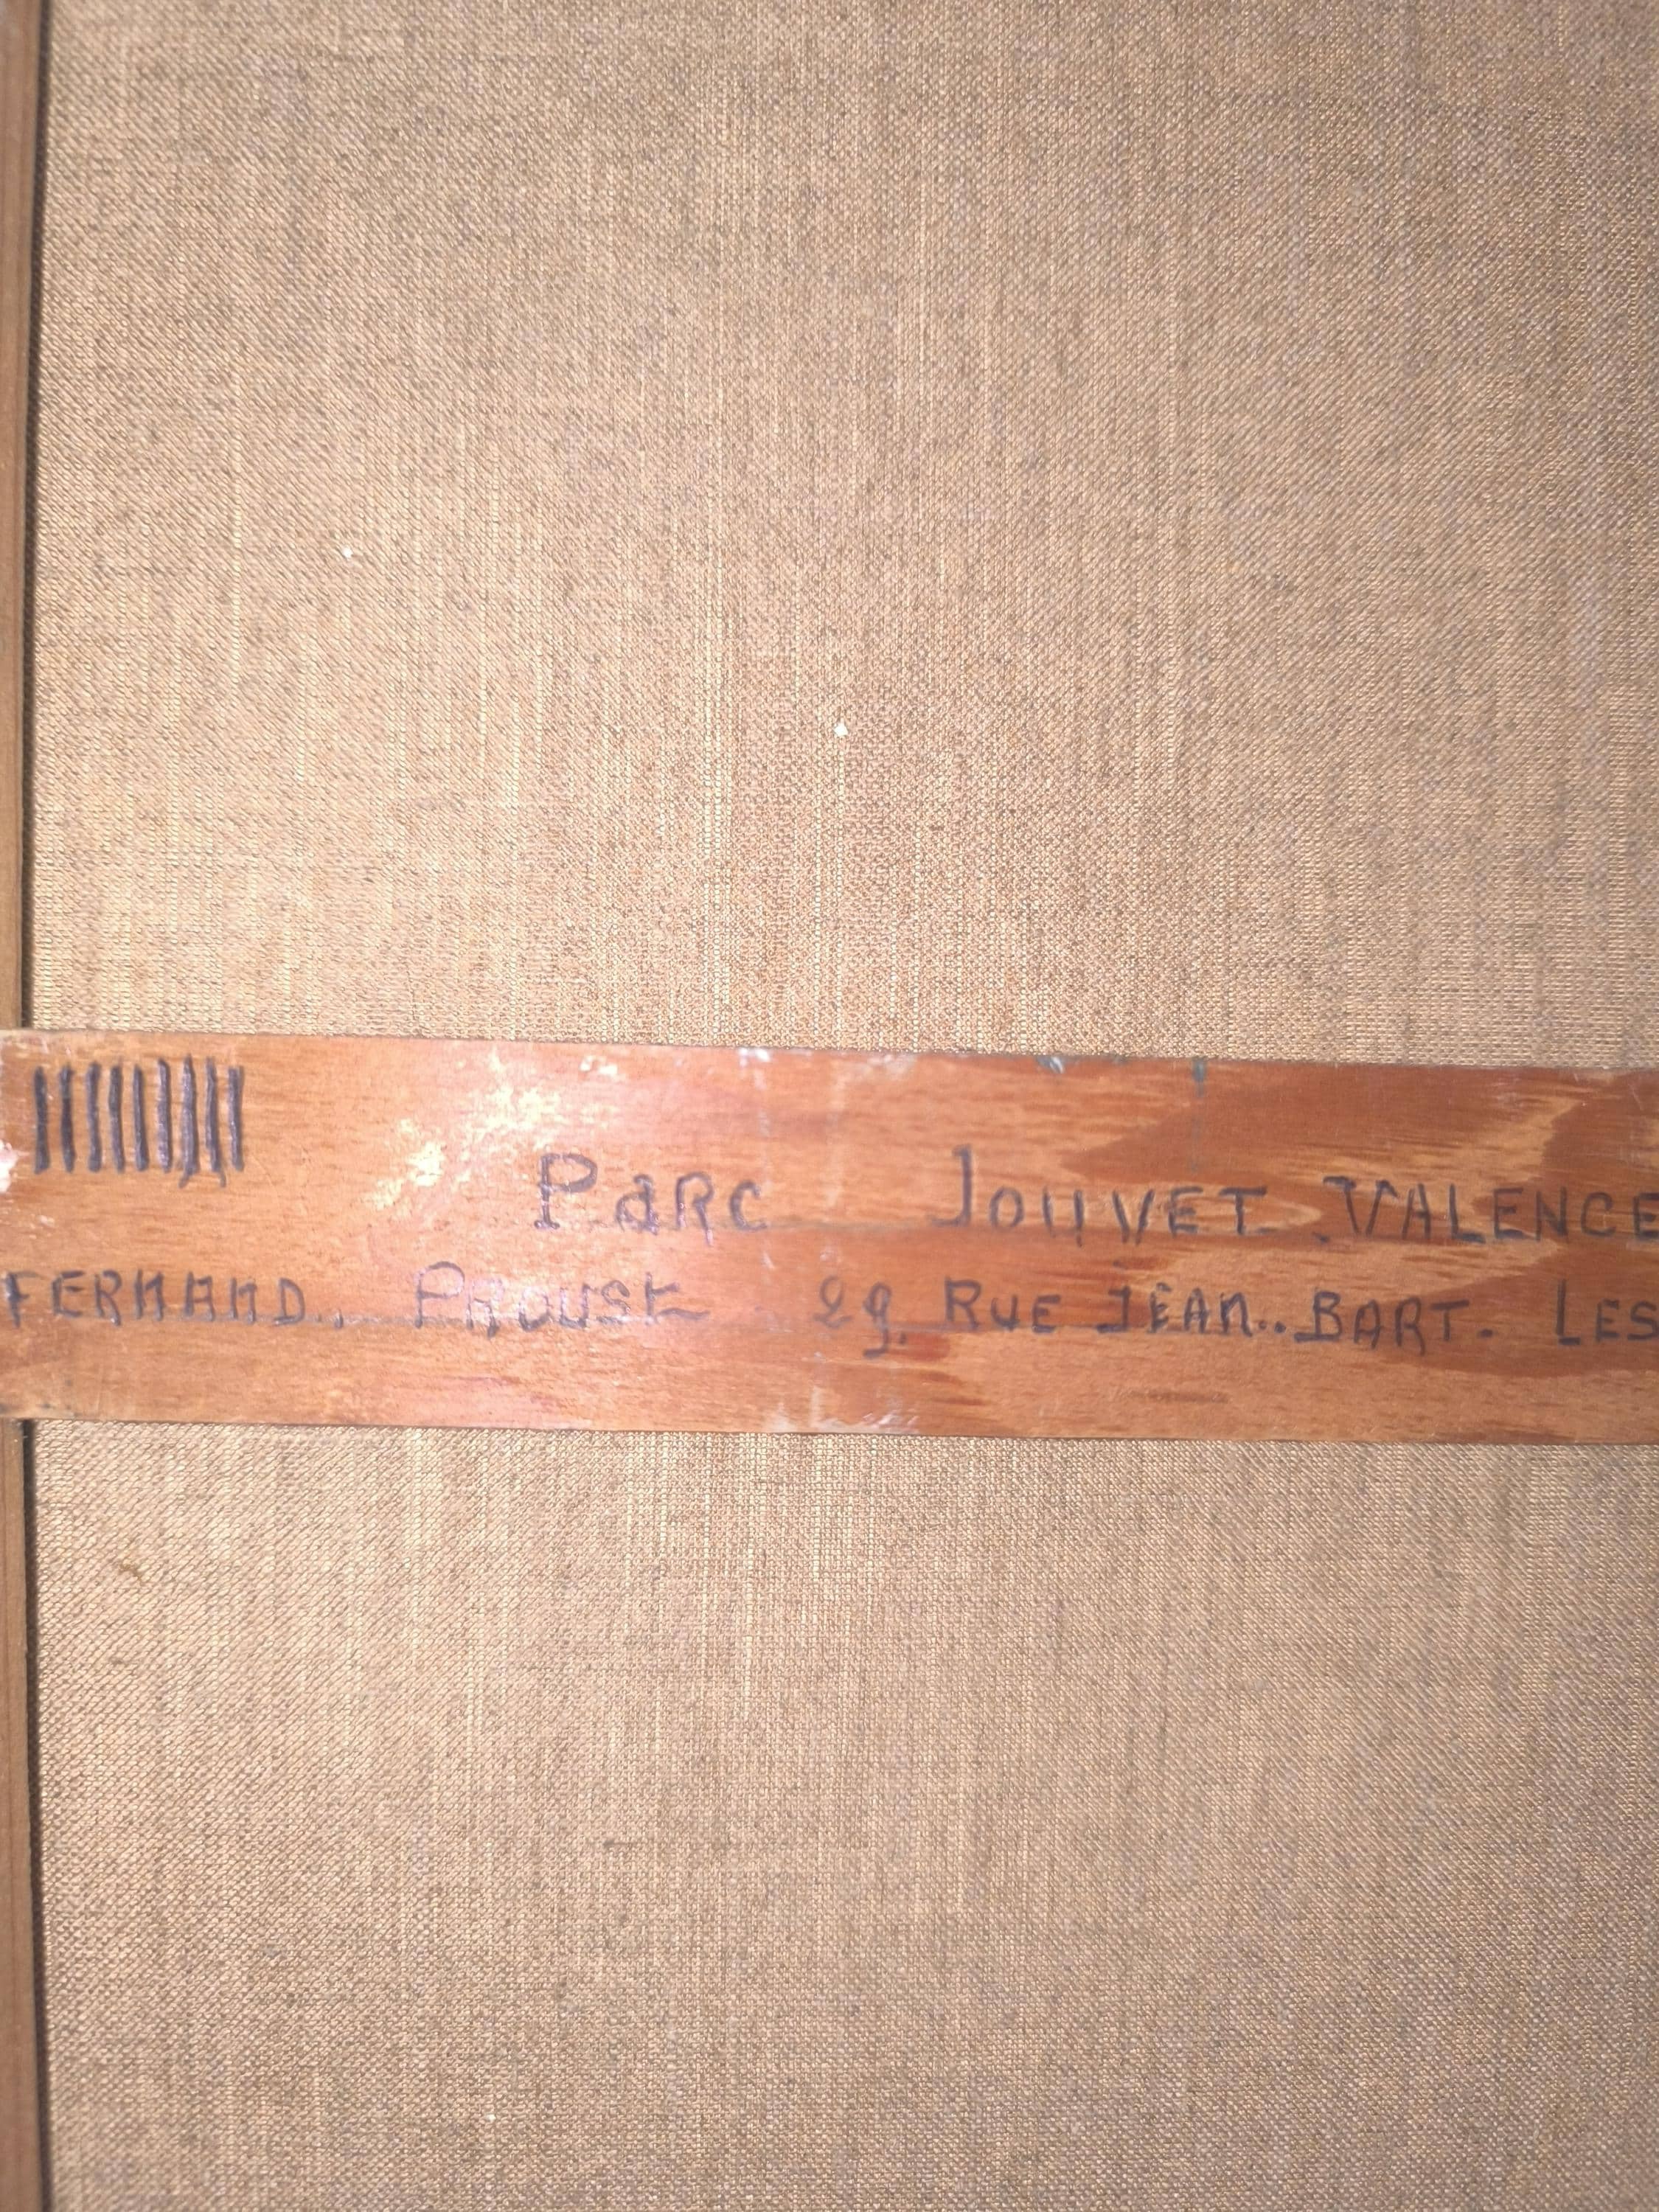 ParC JOUVET. VALENCE
FERNAND.. PROUSt 29, RUE JEAN..BART. LES